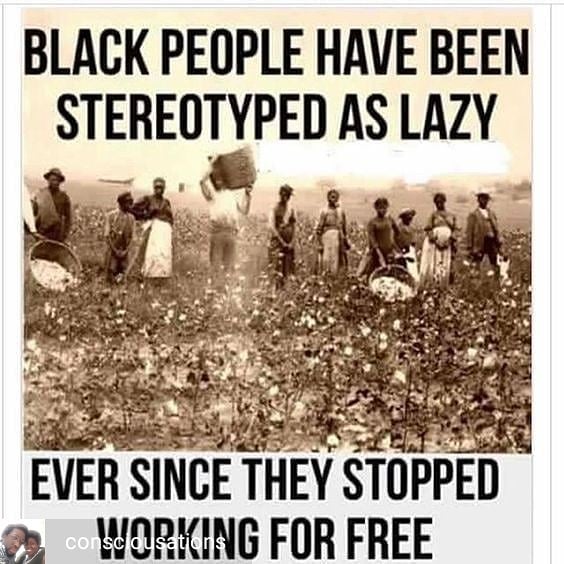 BLACK PEOPLE HAVE BEEN
STEREOTYPED AS LAZY
EVER SINCE THEY STOPPED
WORKING FOR FREE
consciousations